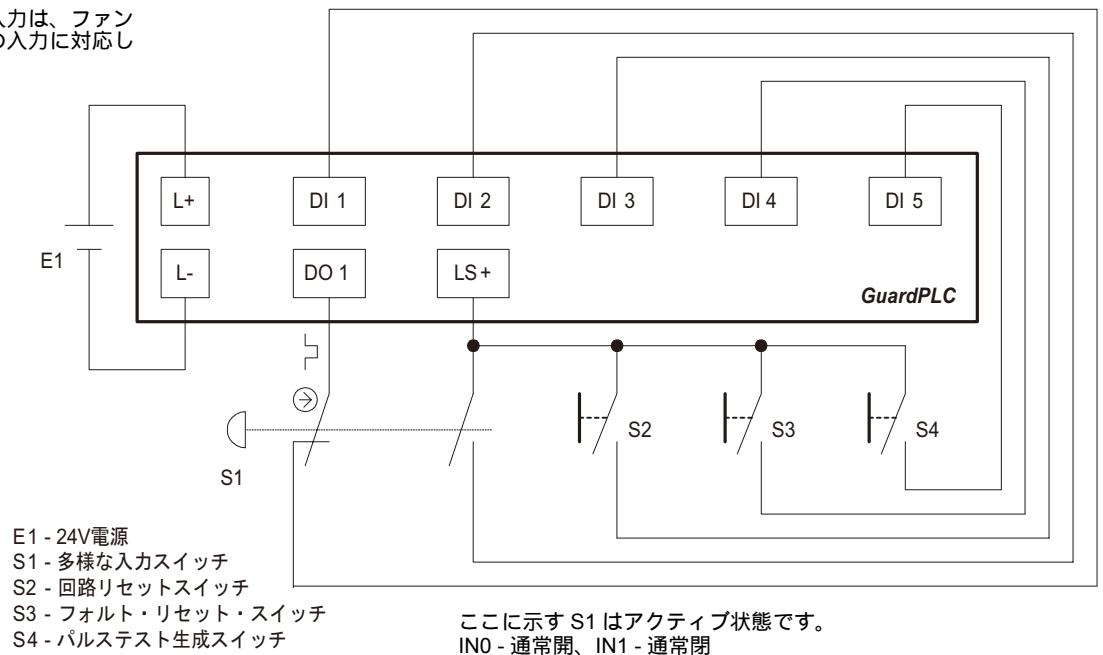 入力は、ファン
の入力に対応し
L+
DI 1
DI 2
DI 3
DI 4
DI 5
E1
L-
DO 1
LS +
GuardPLC
S1
S2
S3
S4
E1 - 24V電源
S1 - 多様な入力スイッチ
S2 - 回路リセットスイッチ
S3 - フォルト・リセット・スイッチ
S4 - パルステスト生成スイッチ
ここに示す S1 はアクティブ状態です。
IN0 - 通常開、IN1 - 通常閉